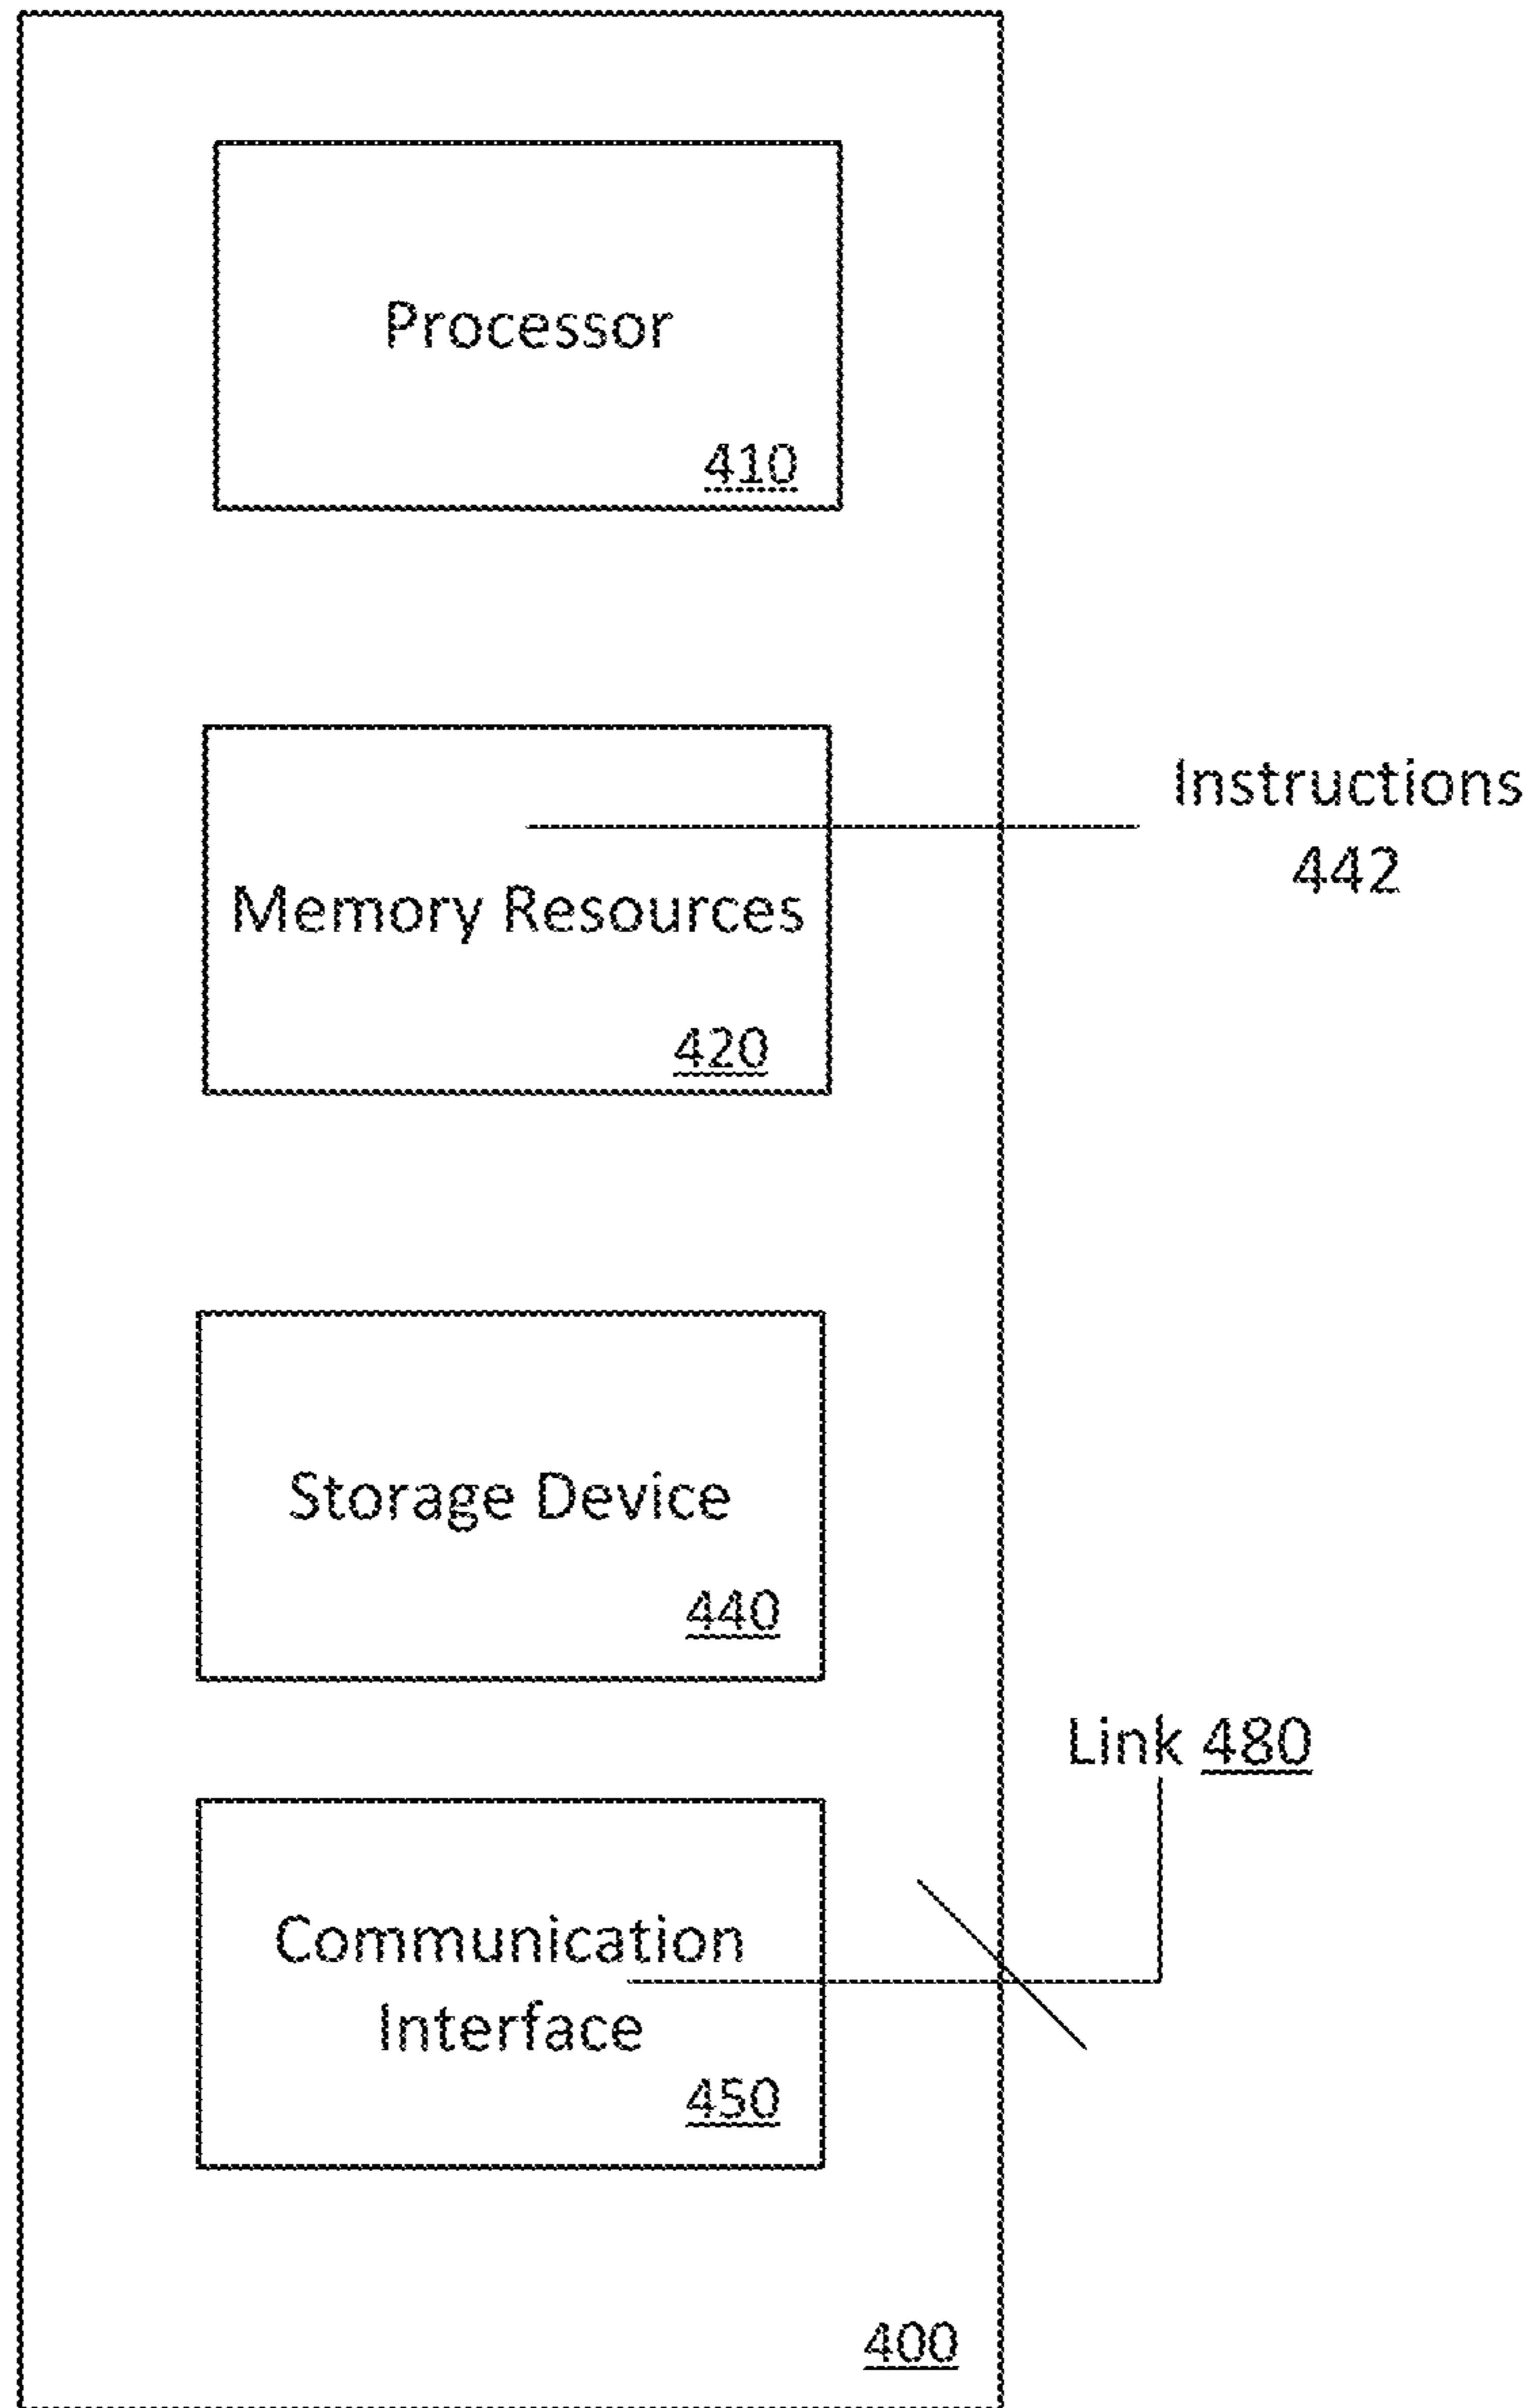 Processor
410
Instructions
442
Memory Resources
420
Storage Device
440
Link 480
Communication
Interface
450
400